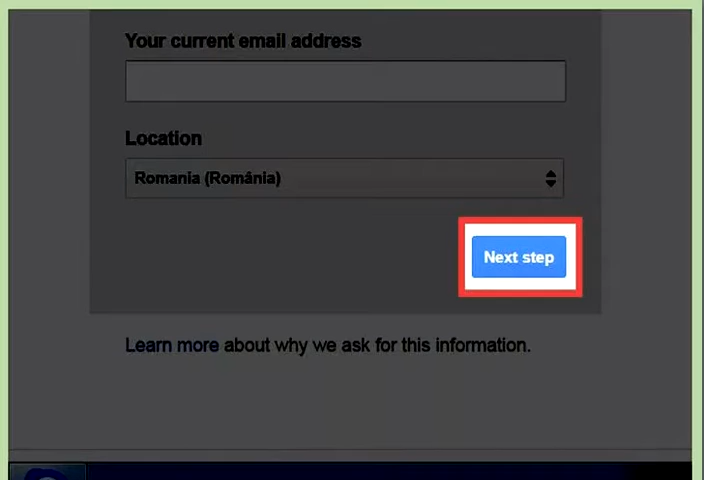 Your current email address
Location
Romania (România)
Next step
Learn more about why we ask for this information.